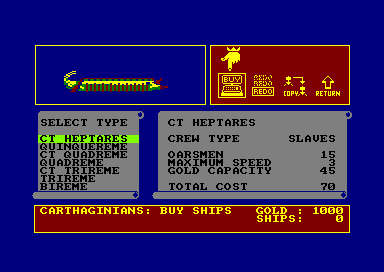 BUY
REDO
REDO
REDO
COPY
RETURN
SELECT TYPE
CT HEPTARES
QUINQUEREME
CT QUADREME
QUADREME
CT TRIREME
TRIREME
BIREME
CT HEPTARES
CREW TYPE SLAVES
OARSMEN 15
MAXIMUM SPEED 3
GOLD CAPACITY 45
TOTAL COST 70
CARTHAGINIANS: BUY SHIPS GOLD : 1000
SHIPS: 0